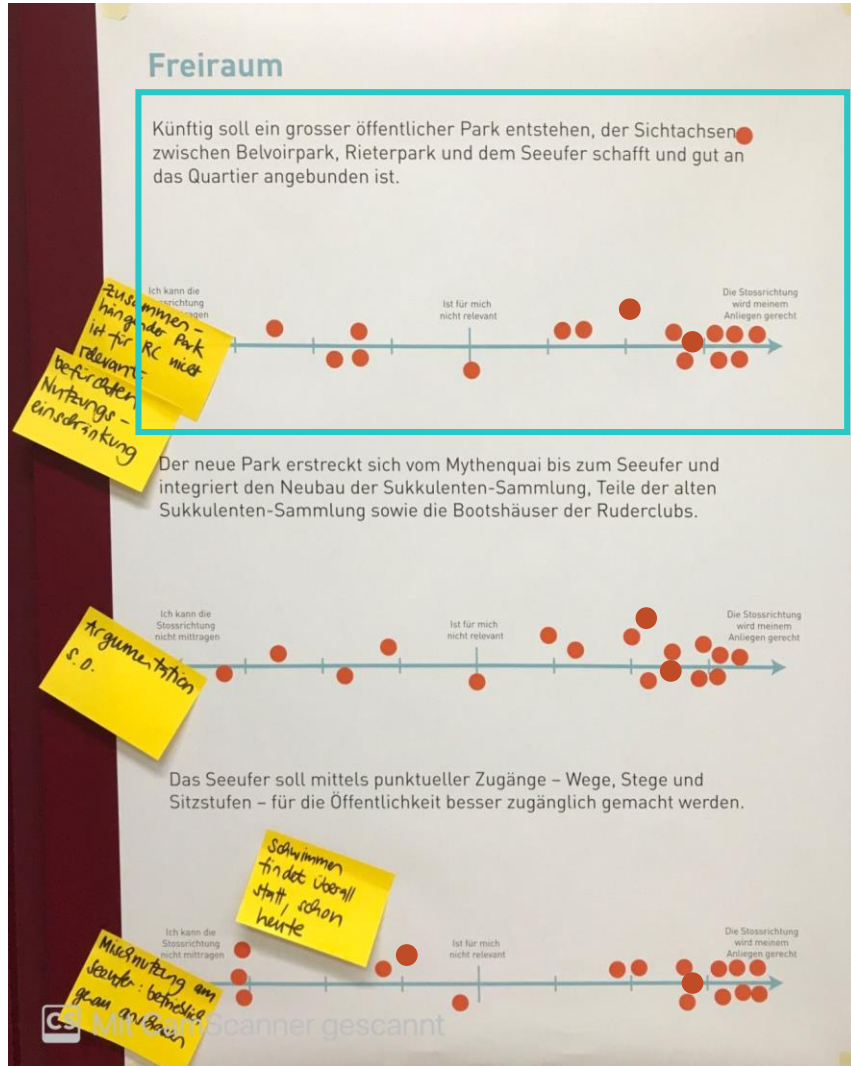 Freiraum
Künftig soll ein grosser öffentlicher Park entstehen, der Sichtachsen
zwischen Belvoirpark, Rieterpark und dem Seeufer schafft und gut an
das Quartier angebunden ist.
Ich kann die
richtung
agen
Ist für mich
nicht relevant
Die Stossrichtung
wird meinem
Anliegen gerecht
Zusammen-
hängender Park
ist für RC nicht
relevant
befürchten
Nutzungs-
einschränkung
Der neue Park erstreckt sich vom Mythenquai bis zum Seeufer und
integriert den Neubau der Sukkulenten-Sammlung, Teile der alten
Sukkulenten-Sammlung sowie die Bootshäuser der Ruderclubs.
Ich kann die
Stossrichtung
nicht mittragen
Ist für mich
nicht relevant
Die Stossrichtung
wird meinem
Anliegen gerecht
Argumentation
s.o.
Das Seeufer soll mittels punktueller Zugänge – Wege, Stege und
Sitzstufen – für die Öffentlichkeit besser zugänglich gemacht werden.
Schwimmen
findet überall
statt, schon
heute
Ich kann die
Stossrichtung
nicht mittragen
Ist für mich
nicht relevant
Die Stossrichtung
wird meinem
Anliegen gerecht
Mischnutzung am
Seeufer: betrieblich
genau anschauen
CS Mit CamScanner gescannt